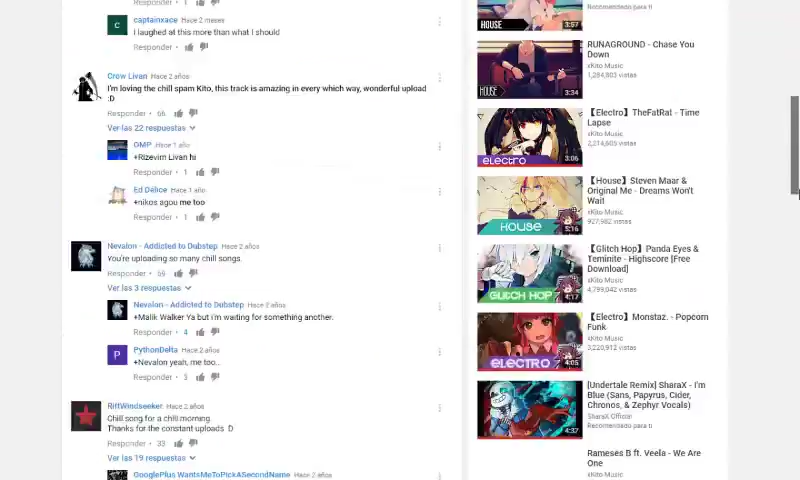 Responder · 1
captainxace Hace 2 meses
I laughed at this more than what I should
Responder ·
Crow Livan Hace 2 años
I'm loving the chill spam Kito, this track is amazing in every which way, wonderful upload
:D
Responder · 66
Ver las 22 respuestas
OMP Hace 1 año
+Rizevim Livan hi
Responder · 1
Ed Delice Hace 1 año
+nikos agou me too
Responder · 1
Nevalon - Addicted to Dubstep Hace 2 años
You're uploading so many chill songs
Responder · 59
Ver las 3 respuestas
Nevalon - Addicted to Dubstep Hace 2 años
+Malik Walker Ya but i'm waiting for something another.
Responder · 4
P
PythonDelta Hace 2 años
+Nevalon yeah, me too..
Responder · 5
RiftWindseeker Hace 2 años
Chill song for a chill morning.
Thanks for the constant uploads :D
Responder · 33
Ver las 19 respuestas
GooglePlus WantsMeToPickASecondName Hace 2 años
Recomendado para ti
HOUSE
3:57
RUNAGROUND - Chase You
Down
xKito Music
1,284,803 vistas
HOUSE
3:34
【Electro】TheFatRat - Time
Lapse
xKito Music
2,214,605 vistas
ELECTRO
3:06
【House】Steven Maar &
Original Me - Dreams Won't
Wait
xKito Music
927,982 vistas
HOUSE
5:16
【Glitch Hop】Panda Eyes &
Teminite - Highscore [Free
Download]
xKito Music
4,799,042 vistas
GLITCH HOP
4:17
【Electro】Monstaz. - Popcorn
Funk
xKito Music
3,220,912 vistas
ELECTRO
4:05
[Undertale Remix] SharaX - I'm
Blue (Sans, Papyrus, Cider,
Chronos, & Zephyr Vocals)
SharaX Official
Recomendado para ti
4:37
Rameses B ft. Veela - We Are
One
xKito Music